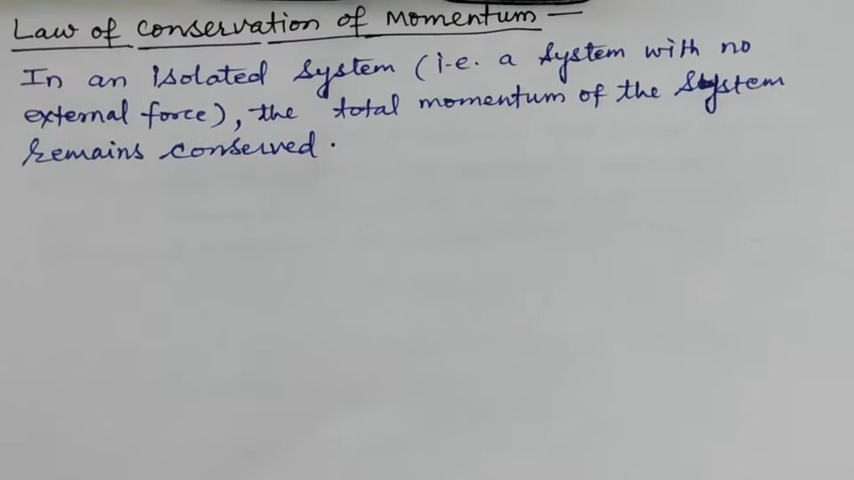 Law of conservation of Momentum —
In an isolated system (i.e. a system with no
external force), the total momentum of the system
remains conserved.